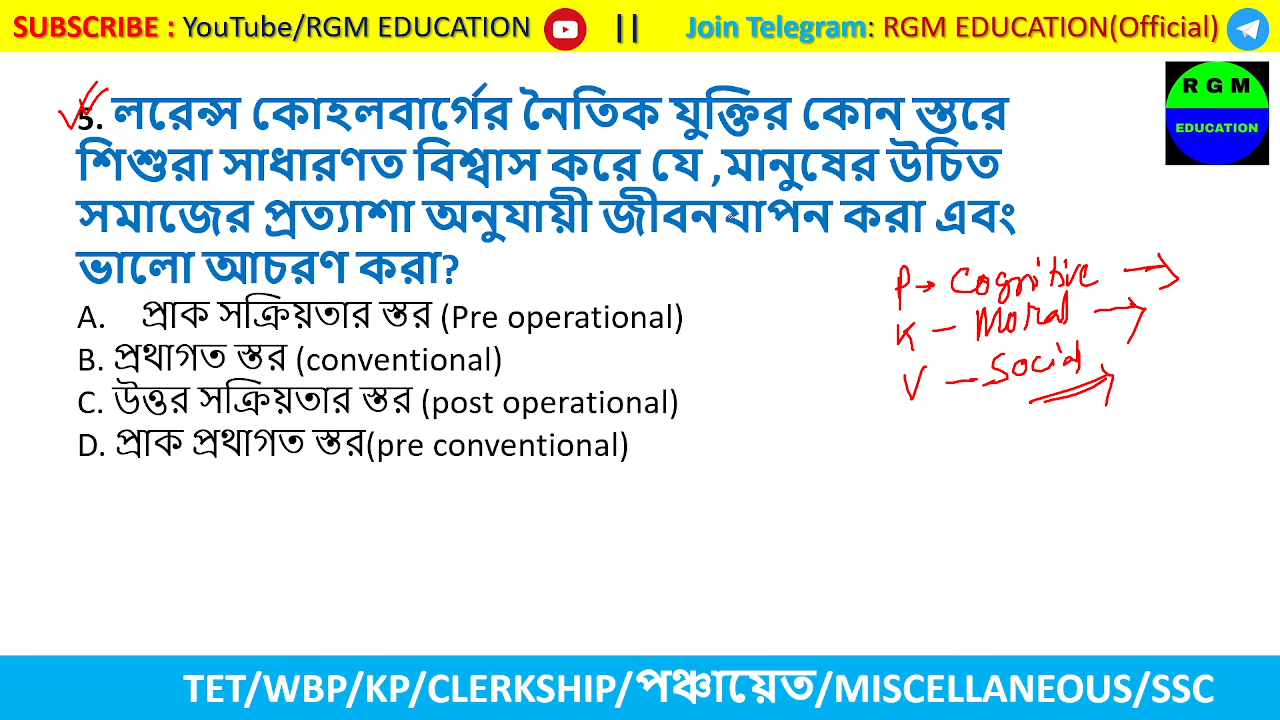 SUBSCRIBE : YouTube/RGM EDUCATION || Join Telegram: RGM EDUCATION(Official)
R G M
EDUCATION
5. লরেন্স কোহলবার্গের নৈতিক যুক্তির কোন স্তরে
শিশুরা সাধারণত বিশ্বাস করে যে ,মানুষের উচিত
সমাজের প্রত্যাশা অনুযায়ী জীবনযাপন করা এবং
ভালো আচরণ করা?
A. প্রাক সক্রিয়তার স্তর (Pre operational)
B. প্রথাগত স্তর (conventional)
C. উত্তর সক্রিয়তার স্তর (post operational)
D. প্রাক প্রথাগত স্তর(pre conventional)
P → Cognitive →
K – Moral →
V – Social →
TET/WBP/KP/CLERKSHIP/পঞ্চায়েত/MISCELLANEOUS/SSC